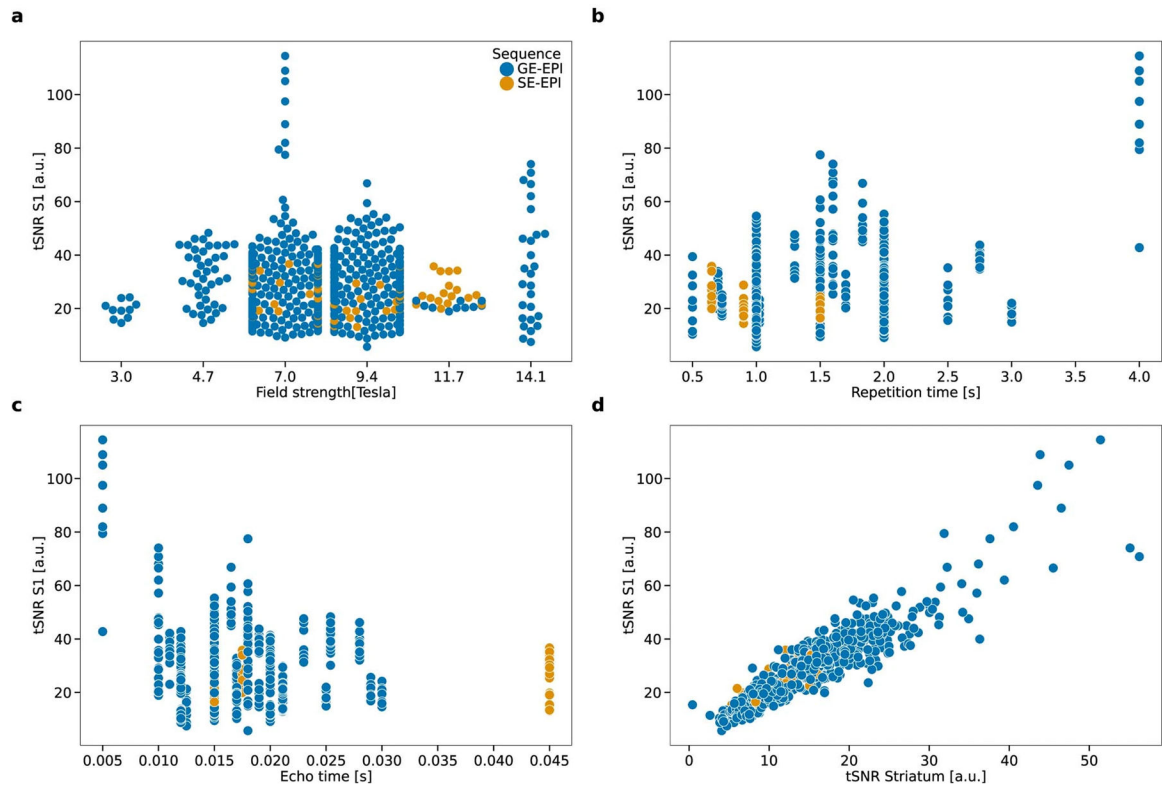 a
tSNR S1 [a.u.]
100
80
60
40
20
Sequence
GE-EPI
SE-EPI
3.0 4.7 7.0 9.4 11.7 14.1
Field strength[Tesla]
b
tSNR S1 [a.u.]
100
80
60
40
20
0.5 1.0 1.5 2.0 2.5 3.0 3.5 4.0
Repetition time [s]
c
tSNR S1 [a.u.]
100
80
60
40
20
0.005 0.010 0.015 0.020 0.025 0.030 0.035 0.040 0.045
Echo time [s]
d
tSNR S1 [a.u.]
100
80
60
40
20
0 10 20 30 40 50
tSNR Striatum [a.u.]